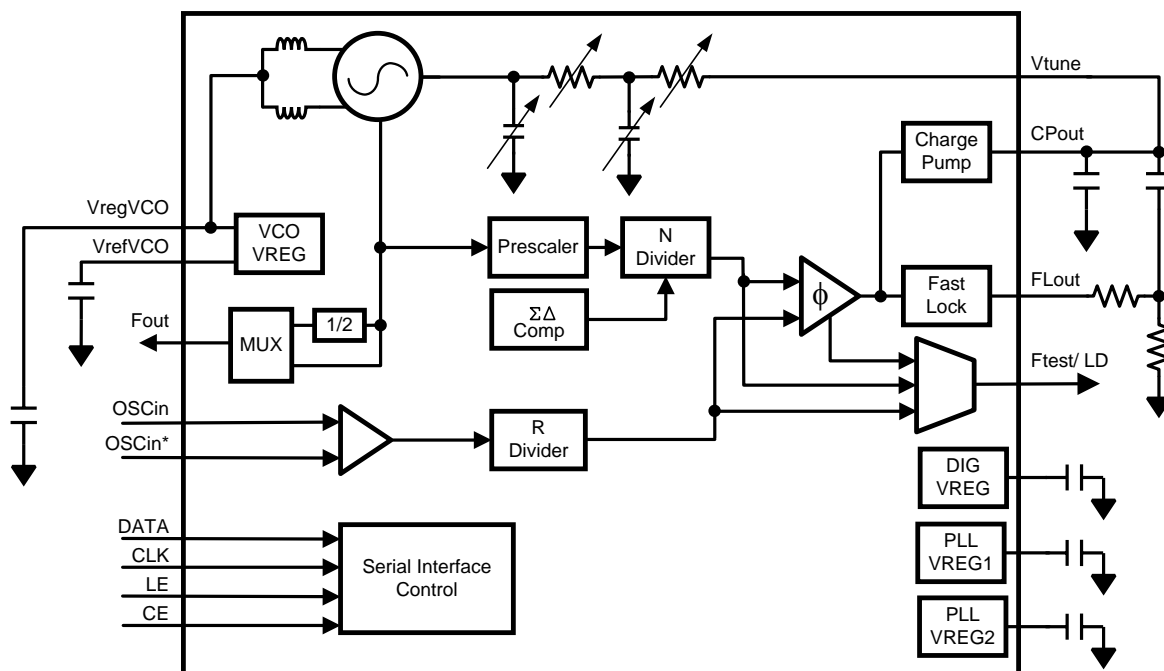 Vtune
Charge
Pump
CPout
VregVCO
VCO
VREG
VrefVCO
Prescaler
N
Divider
ΣΔ
Comp
ϕ
Fast
Lock
FLout
Fout
MUX
1/2
Ftest/ LD
OSCin
OSCin*
R
Divider
DIG
VREG
DATA
CLK
LE
CE
Serial Interface
Control
PLL
VREG1
PLL
VREG2